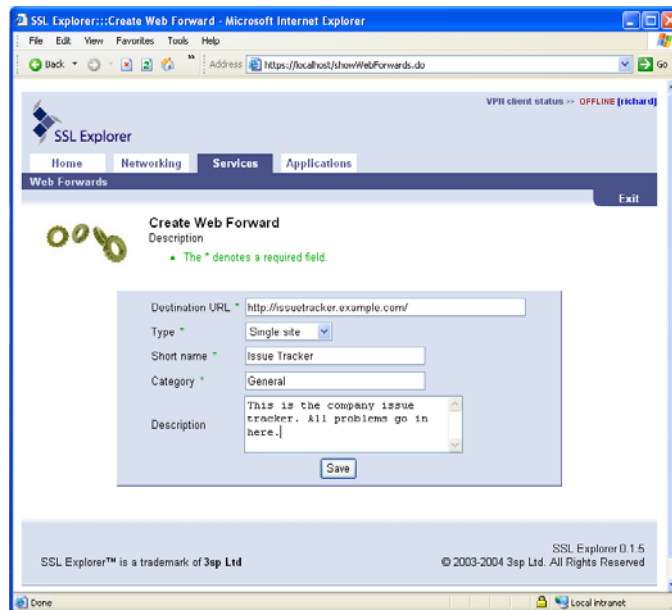 SSL Explorer:::Create Web Forward - Microsoft Internet Explorer
File Edit View Favorites Tools Help
Back Address https://localhost/showWebForwards.do Go
VPN client status >> OFFLINE [richard]
SSL Explorer
Home Networking Services Applications
Web Forwards
Exit
Create Web Forward
Description
• The * denotes a required field.
Destination URL * http://issuetracker.example.com/
Type * Single site
Short name * Issue Tracker
Category * General
Description
This is the company issue
tracker. All problems go in
here.
Save
SSL Explorer 0.1.5
SSL Explorer™ is a trademark of 3sp Ltd © 2003-2004 3sp Ltd. All Rights Reserved
Done Local intranet